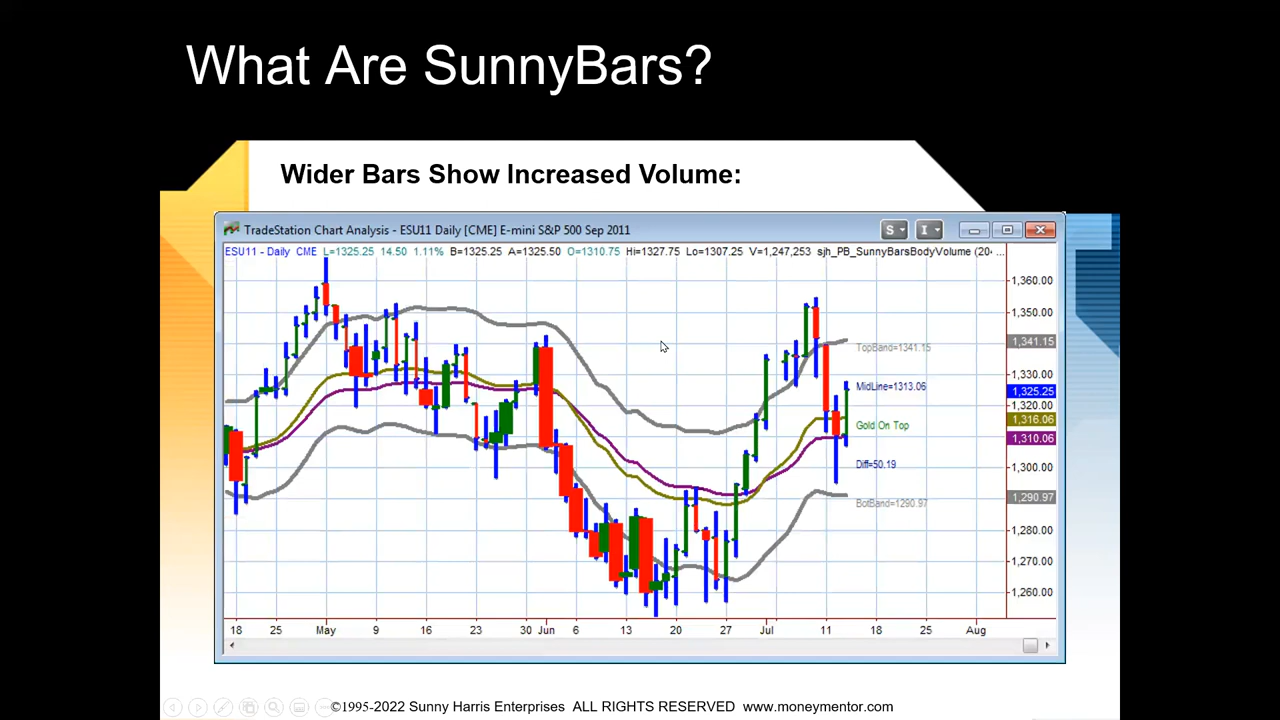 What Are SunnyBars?
Wider Bars Show Increased Volume:
TradeStation Chart Analysis - ESU11 Daily [CME] E-mini S&P 500 Sep 2011
S
I
ESU11 - Daily CME L=1325.25 14.50 1.11% B=1325.25 A=1325.50 O=1310.75 Hi=1327.75 Lo=1307.25 V=1,247,253 sjh_PB_SunnyBarsBodyVolume (20 ...
1,360.00
1,350.00
1,341.15
TopBand=1341.15
1,330.00
MidLine=1313.06
1,325.25
1,320.00
1,316.06
Gold On Top
1,310.06
Diff=50.19
1,300.00
1,290.97
BotBand=1290.97
1,280.00
1,270.00
1,260.00
18 25 May 9 16 23 30 Jun 6 13 20 27 Jul 11 18 25 Aug
©1995-2022 Sunny Harris Enterprises ALL RIGHTS RESERVED www.moneymentor.com